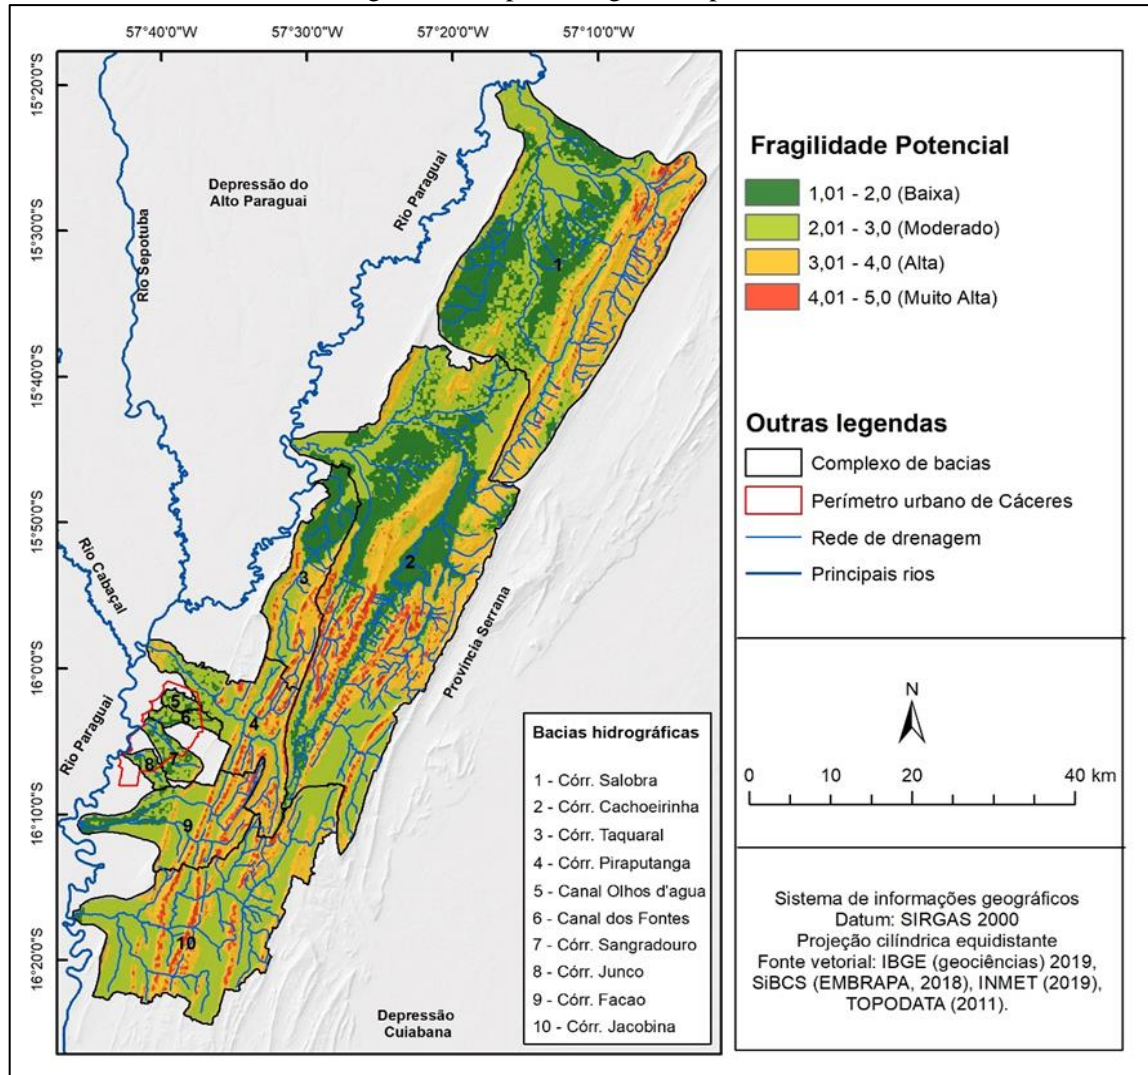 57°40'0"W 57°30'0"W 57°20'0"W 57°10'0"W
15°20'0"S
15°30'0"S
15°40'0"S
15°50'0"S
16°0'0"S
16°10'0"S
16°20'0"S
Depressão do
Alto Paraguai
Rio Paraguai
Rio Sepotuba
Rio Cabaçal
Rio Paraguai
Província Serrana
Depressão
Cuiabana
1
2
3
4
5
6
7
8
9
10
Bacias hidrográficas
1 - Córr. Salobra
2 - Córr. Cachoeirinha
3 - Córr. Taquaral
4 - Córr. Piraputanga
5 - Canal Olhos d'agua
6 - Canal dos Fontes
7 - Córr. Sangradouro
8 - Córr. Junco
9 - Córr. Facao
10 - Córr. Jacobina
Fragilidade Potencial
1,01 - 2,0 (Baixa)
2,01 - 3,0 (Moderado)
3,01 - 4,0 (Alta)
4,01 - 5,0 (Muito Alta)
Outras legendas
Complexo de bacias
Perímetro urbano de Cáceres
Rede de drenagem
Principais rios
N
0 10 20 40 km
Sistema de informações geográficos
Datum: SIRGAS 2000
Projeção cilíndrica equidistante
Fonte vetorial: IBGE (geociências) 2019,
SiBCS (EMBRAPA, 2018), INMET (2019),
TOPODATA (2011).